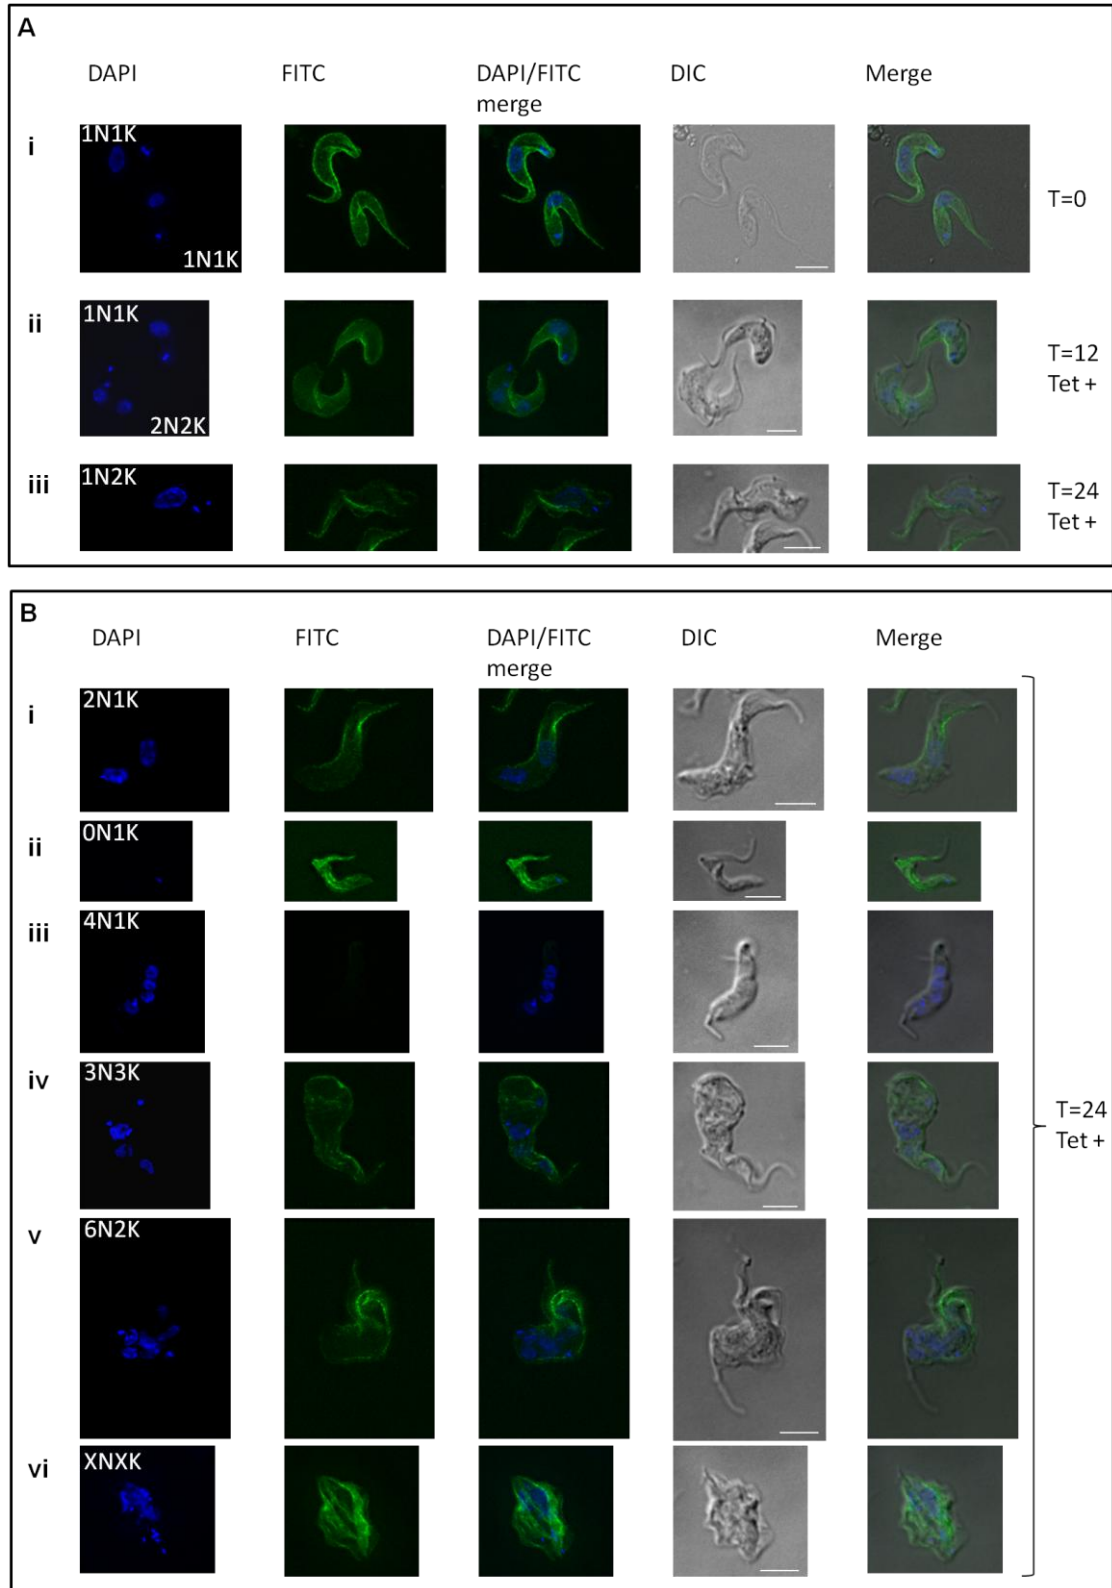 A
DAPI FITC DAPI/FITC DIC Merge
merge
i 1N1K T=0
1N1K
ii 1N1K T=12
Tet +
2N2K
iii 1N2K T=24
Tet +
B
DAPI FITC DAPI/FITC DIC Merge
merge
i 2N1K
ii 0N1K
iii 4N1K
iv 3N3K
T=24
Tet +
v 6N2K
vi XNXK